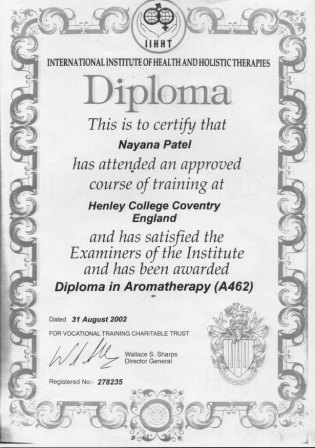 IIHHT
INTERNATIONAL INSTITUTE OF HEALTH AND HOLISTIC THERAPIES
Diploma
This is to certify that
Nayana Patel
has attended an approved
course of training at
Henley College Coventry
England
and has satisfied the
Examiners of the Institute
and has been awarded
Diploma in Aromatherapy (A462)
Dated 31 August 2002
FOR VOCATIONAL TRAINING CHARITABLE TRUST
Wallace S. Sharps
Director General
Registered No:- 278235